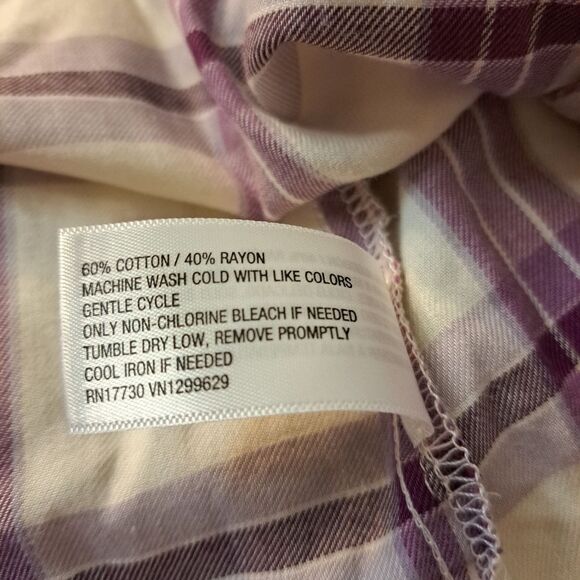 60% COTTON / 40% RAYON
MACHINE WASH COLD WITH LIKE COLORS
GENTLE CYCLE
ONLY NON-CHLORINE BLEACH IF NEEDED
TUMBLE DRY LOW, REMOVE PROMPTLY
COOL IRON IF NEEDED
RN17730 VN1299629